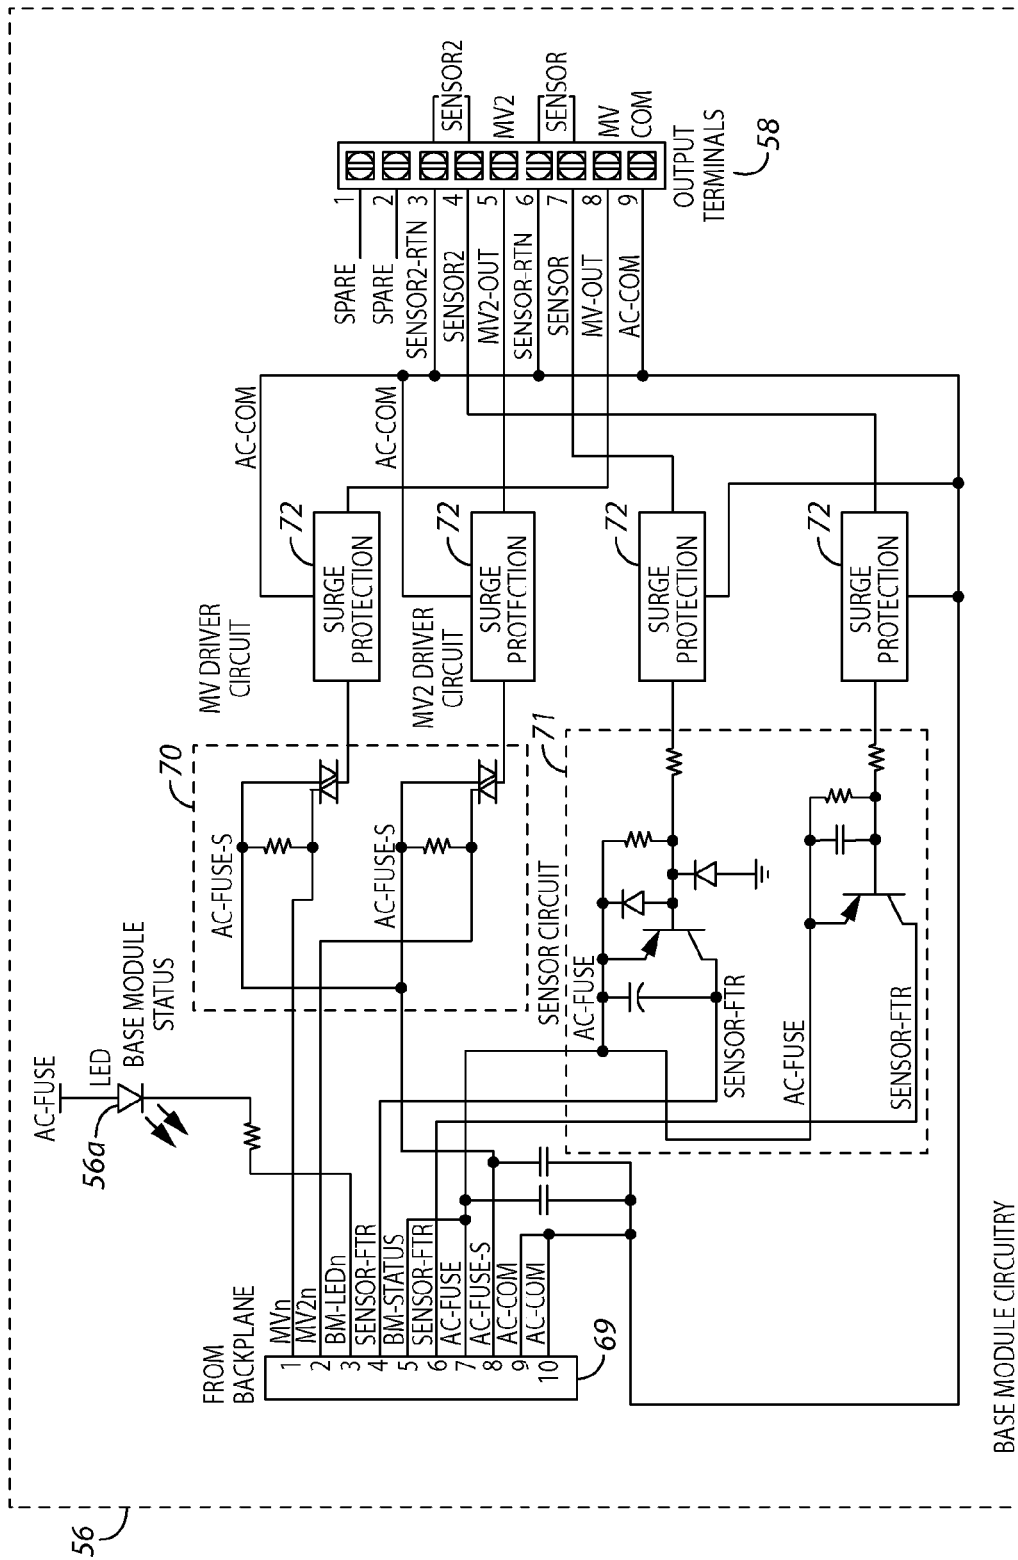 56
BASE MODULE CIRCUITRY
FROM
BACKPLANE
1 MVn
2 MV2n
3 BM-LEDn
4 SENSOR-FTR
5 BM-STATUS
6 SENSOR-FTR
7 AC-FUSE
8 AC-FUSE-S
9 AC-COM
10 AC-COM
69
AC-FUSE
LED
56a
BASE MODULE
STATUS
70
AC-FUSE-S
AC-FUSE-S
MV DRIVER
CIRCUIT
MV2 DRIVER
CIRCUIT
SENSOR CIRCUIT
71
AC-FUSE
SENSOR-FTR
AC-FUSE
SENSOR-FTR
72
SURGE
PROTECTION
72
SURGE
PROTFCTION
72
SURGE
PROTECTION
72
SURGE
PROTECTION
AC-COM
AC-COM
SPARE 1
SPARE 2
SENSOR2-RTN 3
SENSOR2 4
MV2-OUT 5
SENSOR-RTN 6
SENSOR 7
MV-OUT 8
AC-COM 9
SENSOR2
MV2
SENSOR
MV
COM
OUTPUT
TERMINALS
58